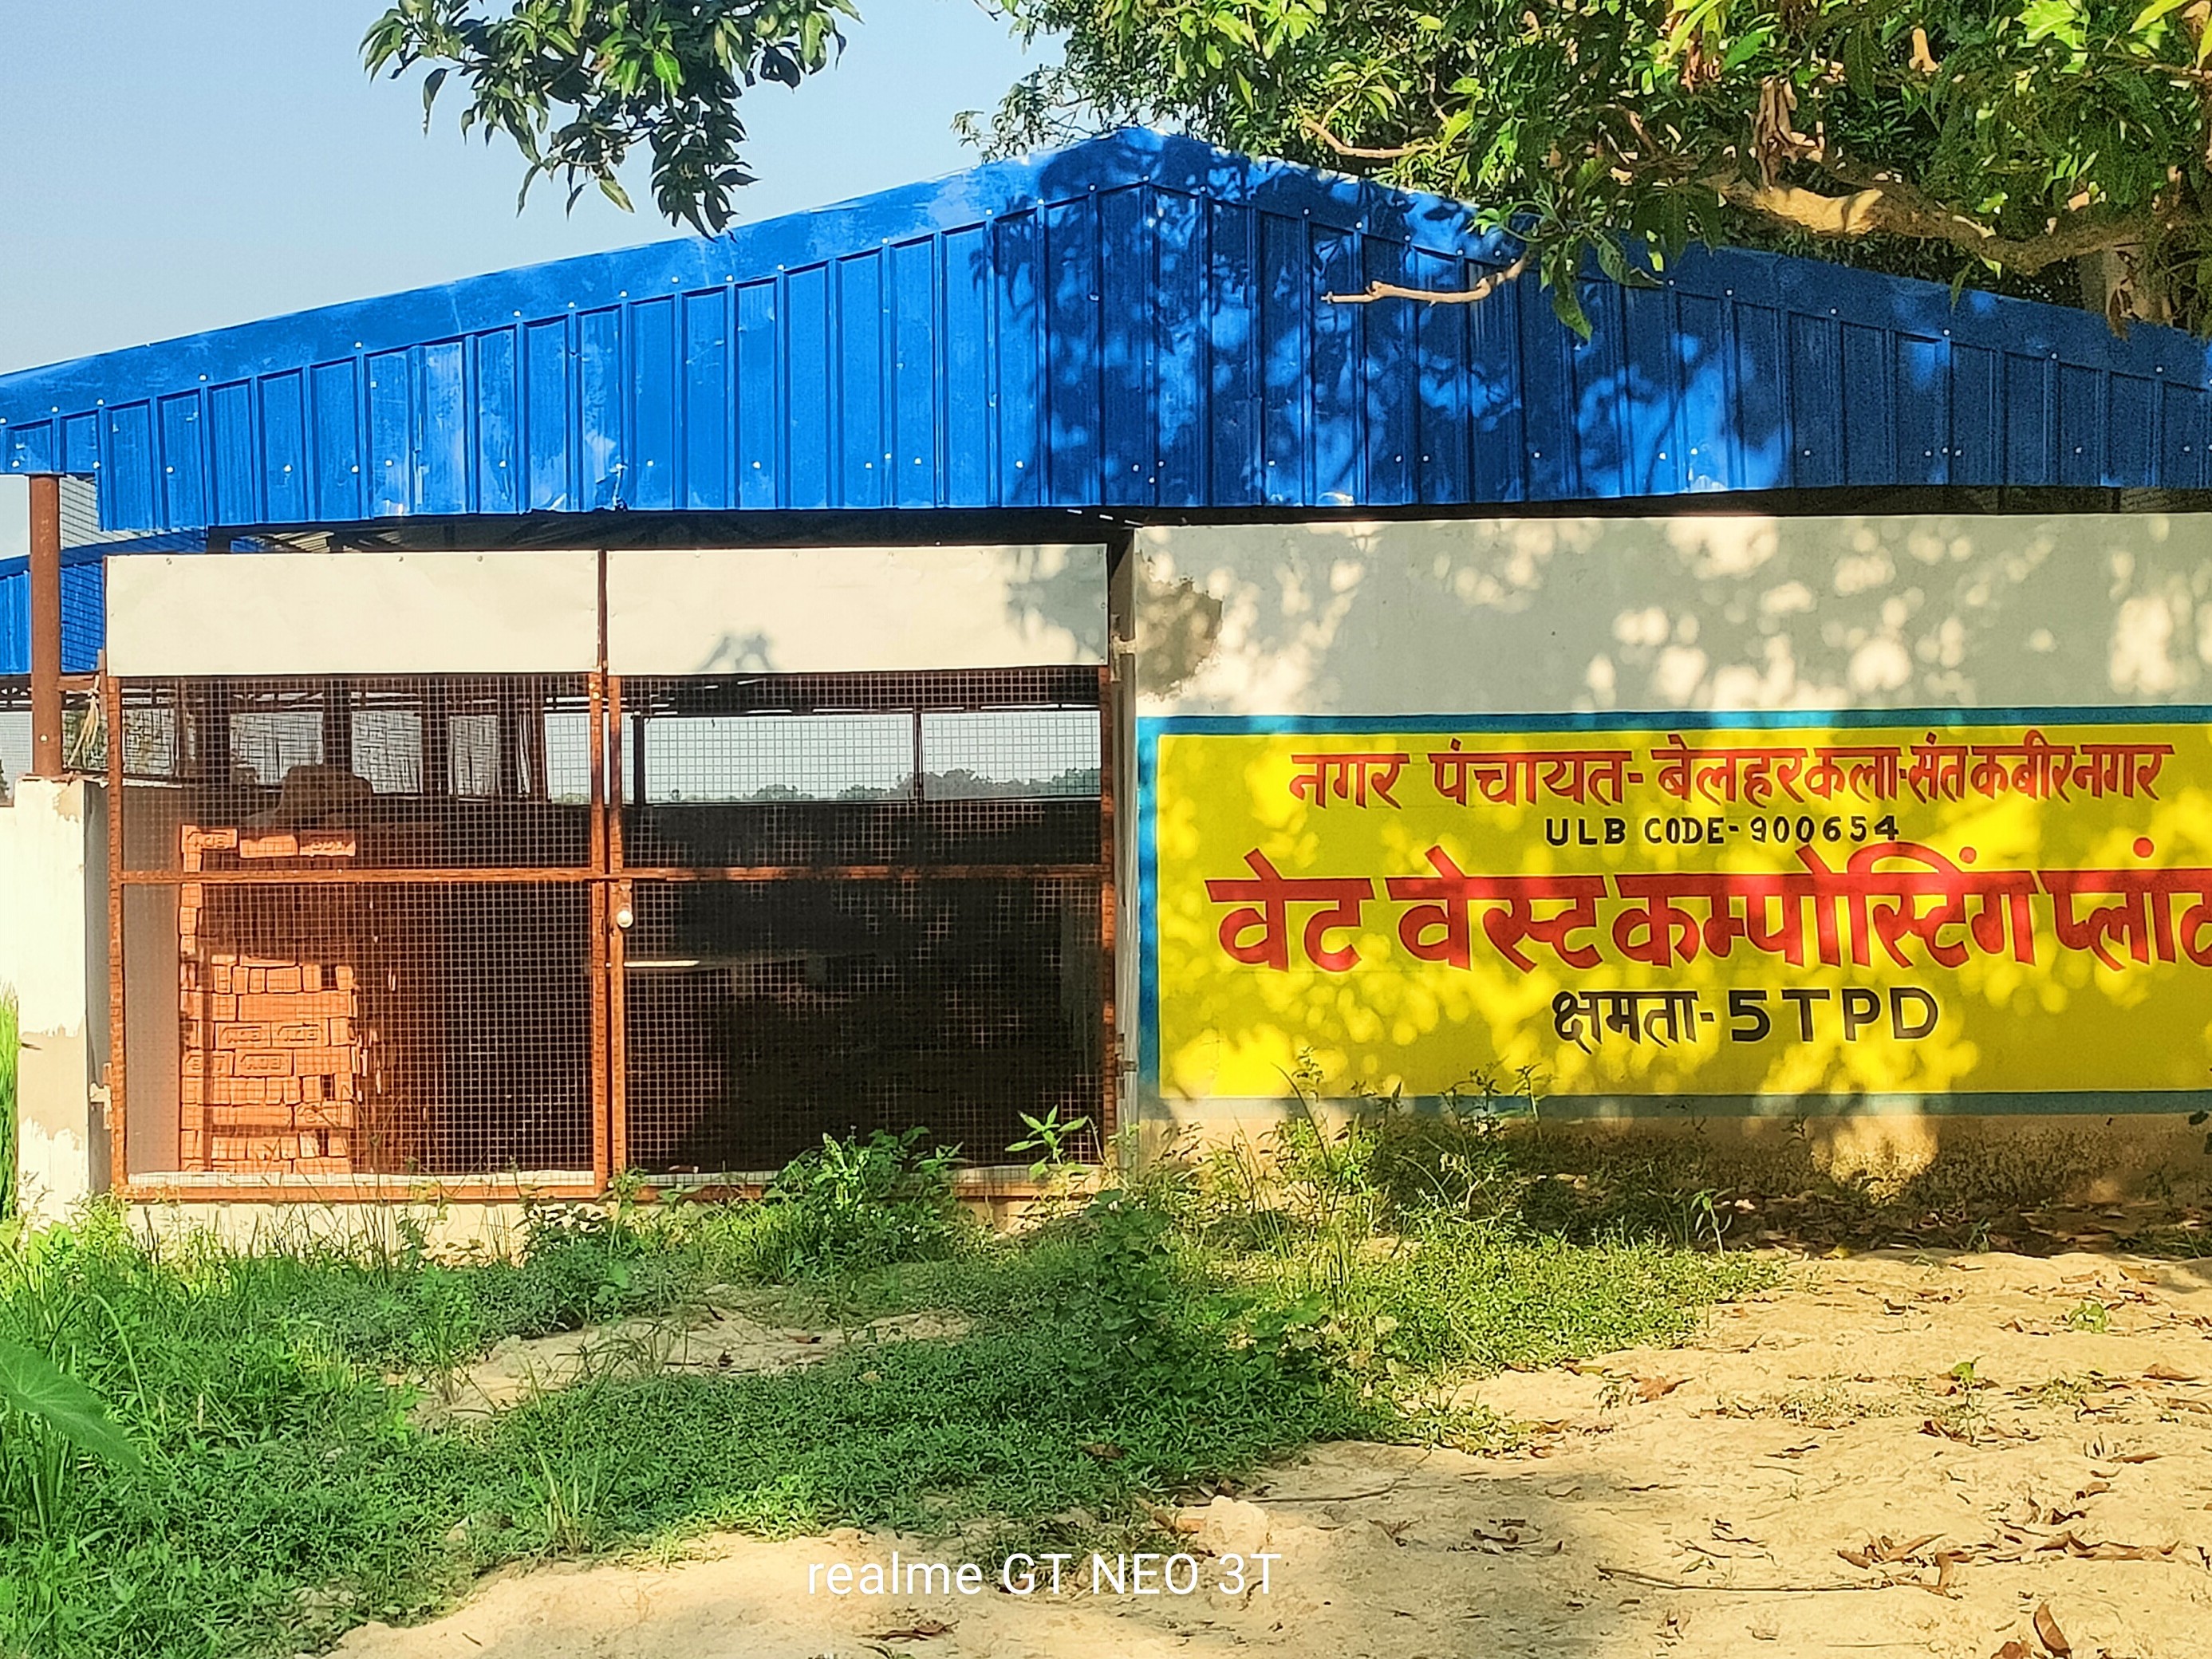 नगर पंचायत-बेलहरकला-संतकबीरनगर
ULB CODE-900654
वेट वेस्ट कम्पोस्टिंग प्लांट
क्षमता-5TPD
realme GT NEO 3T